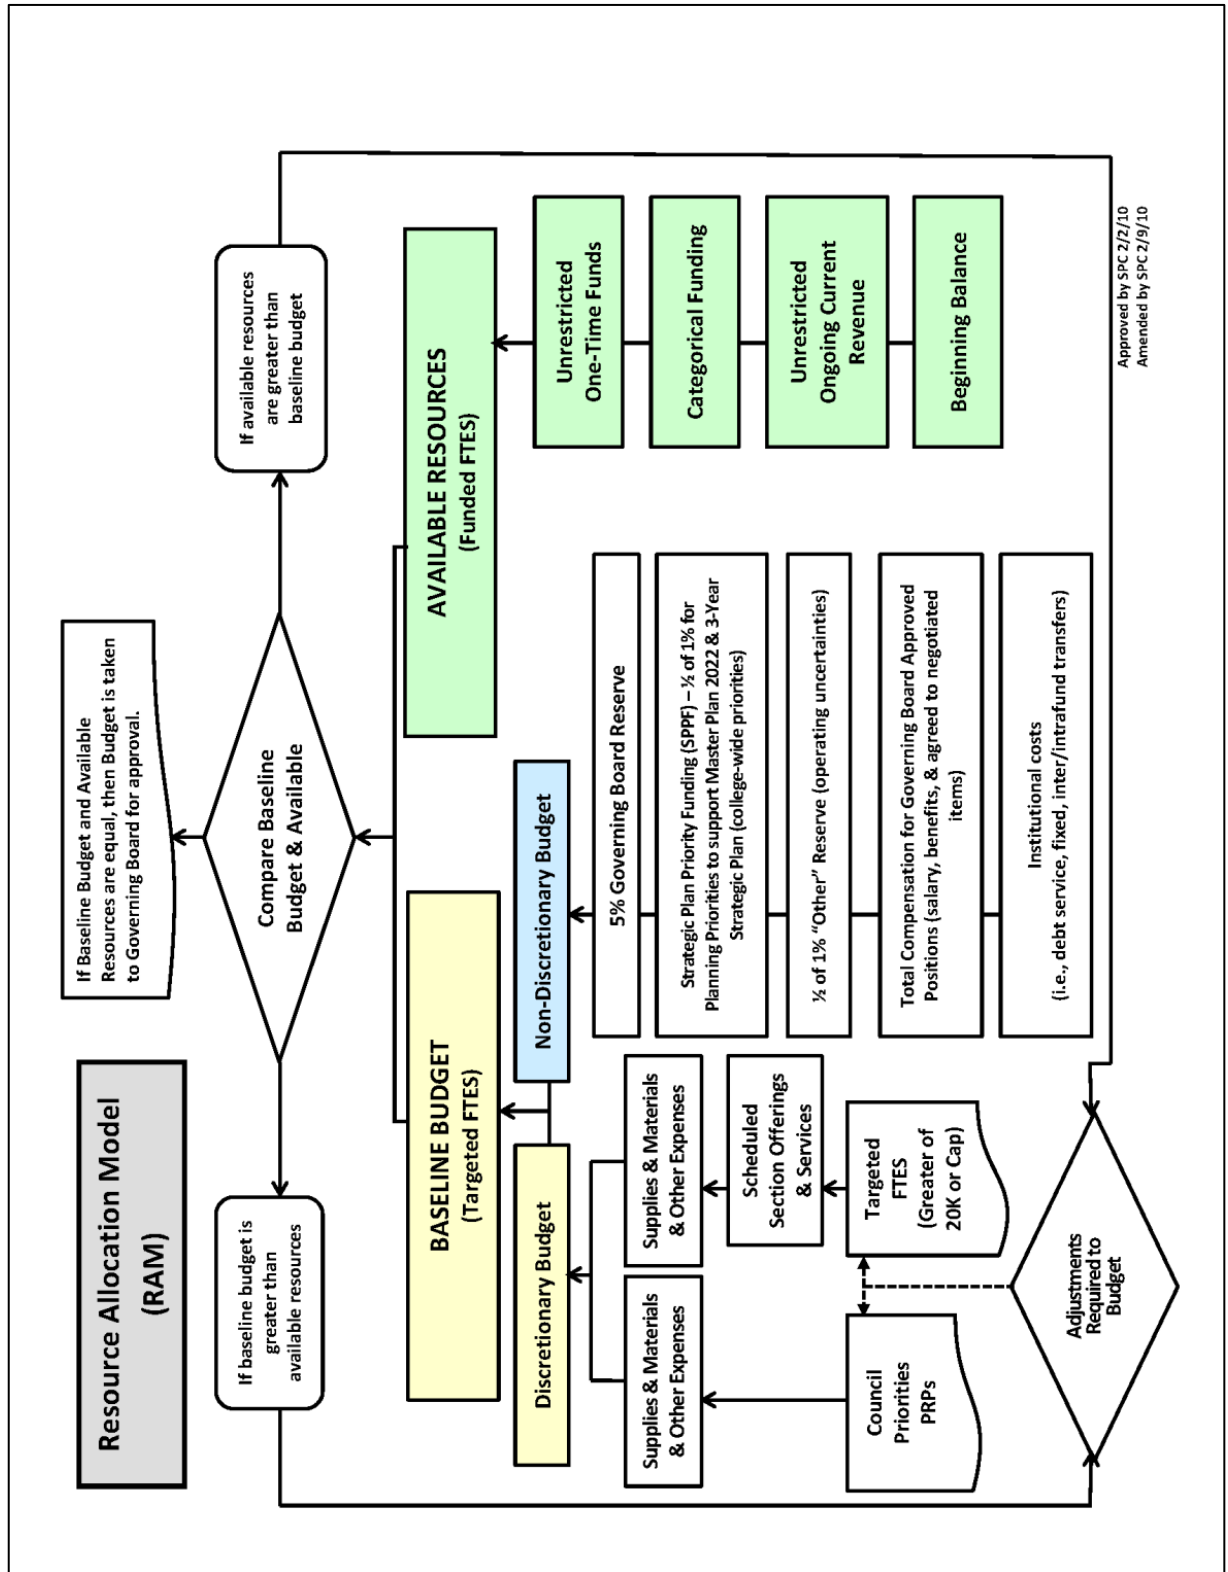 Resource Allocation Model
(RAM)
If Baseline Budget and Available
Resources are equal, then Budget is taken
to Governing Board for approval.
If baseline budget is
greater than
available resources
Compare Baseline
Budget & Available
If available resources
are greater than
baseline budget
BASELINE BUDGET
(Targeted FTES)
AVAILABLE RESOURCES
(Funded FTES)
Discretionary Budget
Non-Discretionary Budget
Unrestricted
One-Time Funds
Supplies & Materials
& Other Expenses
Supplies & Materials
& Other Expenses
5% Governing Board Reserve
Categorical Funding
Strategic Plan Priority Funding (SPPF) – ½ of 1% for
Planning Priorities to support Master Plan 2022 & 3-Year
Strategic Plan (college-wide priorities)
Scheduled
Section Offerings
& Services
½ of 1% “Other” Reserve (operating uncertainties)
Unrestricted
Ongoing Current
Revenue
Council
Priorities
PRPs
Targeted
FTES
(Greater of
20K or Cap)
Total Compensation for Governing Board Approved
Positions (salary, benefits, & agreed to negotiated
items)
Beginning Balance
Institutional costs
(i.e., debt service, fixed, inter/intrafund transfers)
Adjustments
Required to
Budget
Approved by SPC 2/2/10
Amended by SPC 2/9/10